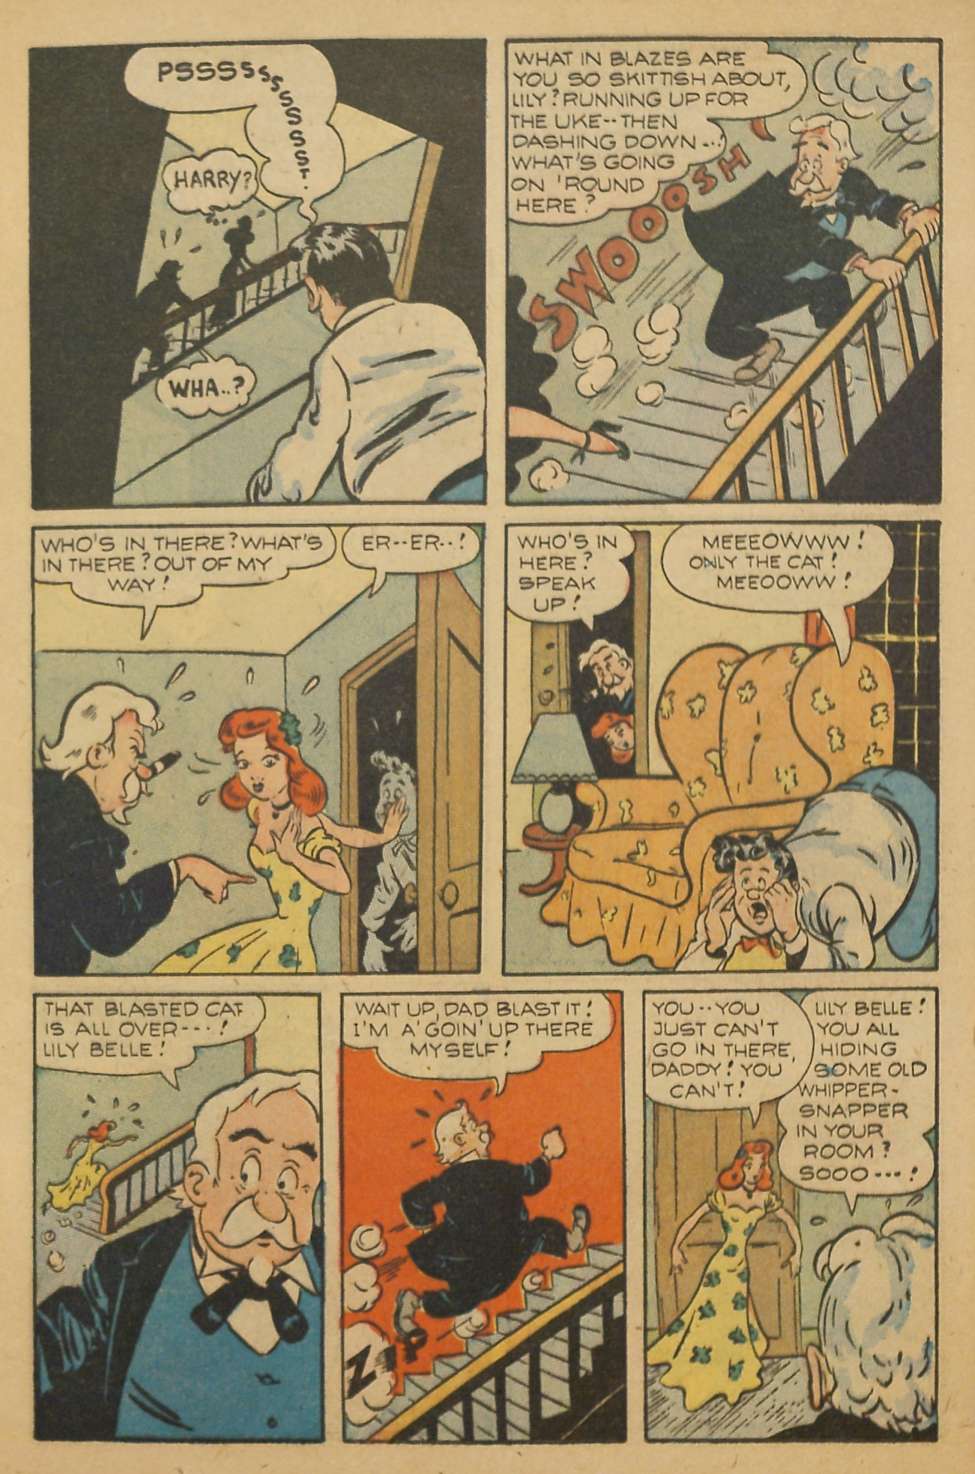 PSSSSSSSSSSST.
HARRY?
WHA..?
WHAT IN BLAZES ARE
YOU SO SKITTISH ABOUT,
LILY? RUNNING UP FOR
THE UKE--THEN
DASHING DOWN--
WHAT'S GOING
ON 'ROUND
HERE?
SWOOOSH!
WHO'S IN THERE? WHAT'S
IN THERE? OUT OF MY
WAY!
ER--ER--!
WHO'S IN
HERE?
SPEAK
UP!
MEEEOWWW!
ONLY THE CAT!
MEEOOWW!
THAT BLASTED CAT
IS ALL OVER---!
LILY BELLE!
WAIT UP, DAD BLAST IT!
I'M A' GOIN' UP THERE
MYSELF!
ZIP
YOU--YOU
JUST CAN'T
GO IN THERE,
DADDY! YOU
CAN'T!
LILY BELLE!
YOU ALL
HIDING
SOME OLD
WHIPPER-
SNAPPER
IN YOUR
ROOM?
SOOO---!